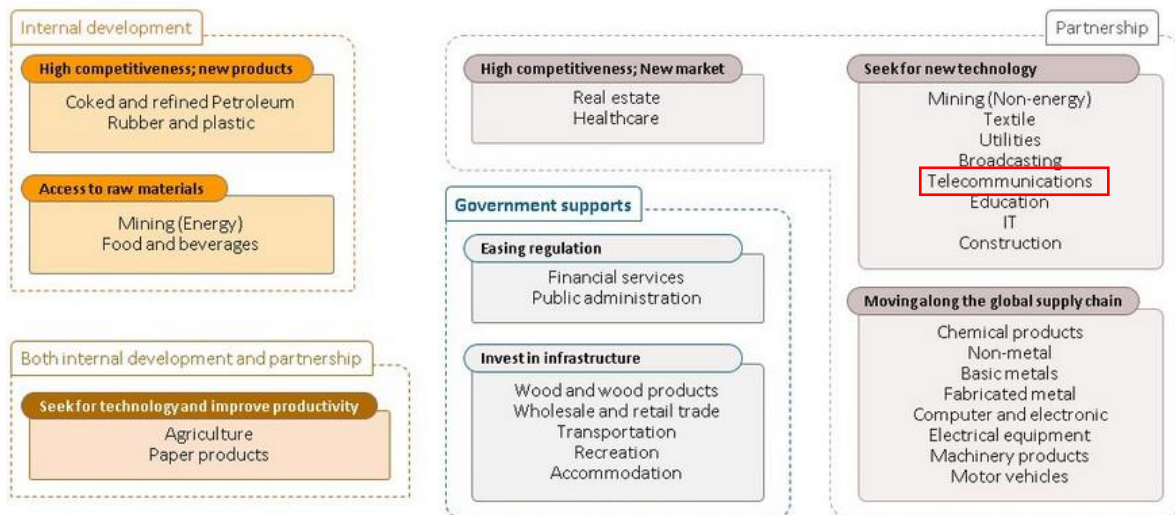 Internal development
High competitiveness; new products
Coked and refined Petroleum
Rubber and plastic
Access to raw materials
Mining (Energy)
Food and beverages
Both internal development and partnership
Seek for technology and improve productivity
Agriculture
Paper products
Partnership
High competitiveness; New market
Real estate
Healthcare
Government supports
Easing regulation
Financial services
Public administration
Invest in infrastructure
Wood and wood products
Wholesale and retail trade
Transportation
Recreation
Accommodation
Seek for new technology
Mining (Non-energy)
Textile
Utilities
Broadcasting
Telecommunications
Education
IT
Construction
Moving along the global supply chain
Chemical products
Non-metal
Basic metals
Fabricated metal
Computer and electronic
Electrical equipment
Machinery products
Motor vehicles